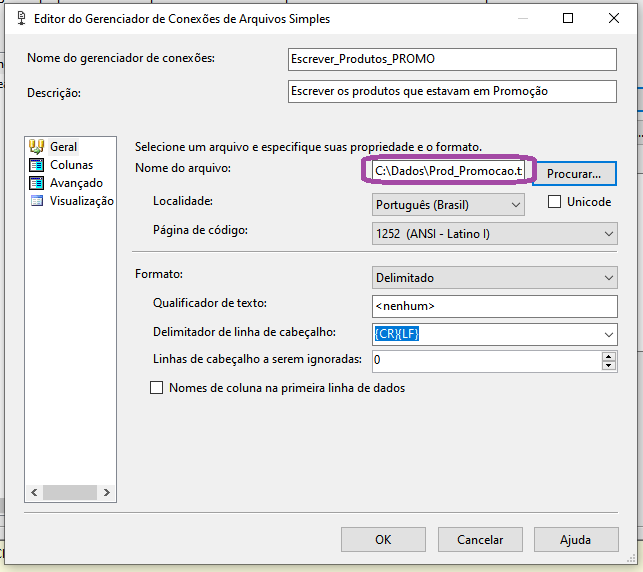 Editor do Gerenciador de Conexões de Arquivos Simples
Nome do gerenciador de conexões: Escrever_Produtos_PROMO
Descrição: Escrever os produtos que estavam em Promoção
Geral
Colunas
Avançado
Visualização
Selecione um arquivo e especifique suas propriedade e o formato.
Nome do arquivo: C:\Dados\Prod_Promocao.t Procurar...
Localidade: Português (Brasil) Unicode
Página de código: 1252 (ANSI - Latino I)
Formato: Delimitado
Qualificador de texto: <nenhum>
Delimitador de linha de cabeçalho: {CR}{LF}
Linhas de cabeçalho a serem ignoradas: 0
Nomes de coluna na primeira linha de dados
OK Cancelar Ajuda